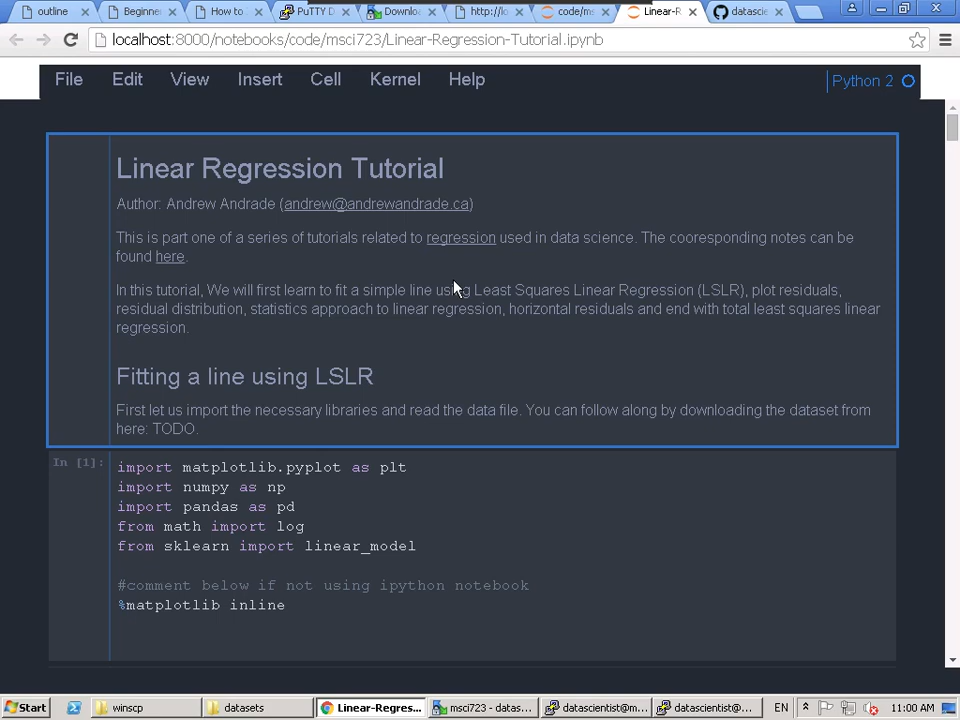 outline
Beginner
How to
PuTTY D
Downlo
http://lo
code/ms
Linear-R
datascie
localhost:8000/notebooks/code/msci723/Linear-Regression-Tutorial.ipynb
File Edit View Insert Cell Kernel Help
Python 2
Linear Regression Tutorial
Author: Andrew Andrade (andrew@andrewandrade.ca)
This is part one of a series of tutorials related to regression used in data science. The cooresponding notes can be
found here.
In this tutorial, We will first learn to fit a simple line using Least Squares Linear Regression (LSLR), plot residuals,
residual distribution, statistics approach to linear regression, horizontal residuals and end with total least squares linear
regression.
Fitting a line using LSLR
First let us import the necessary libraries and read the data file. You can follow along by downloading the dataset from
here: TODO.
In [1]:
import matplotlib.pyplot as plt
import numpy as np
import pandas as pd
from math import log
from sklearn import linear_model
#comment below if not using ipython notebook
%matplotlib inline
Start
winscp
datasets
Linear-Regres...
msci723 - datas...
datascientist@m...
datascientist@...
EN
11:00 AM